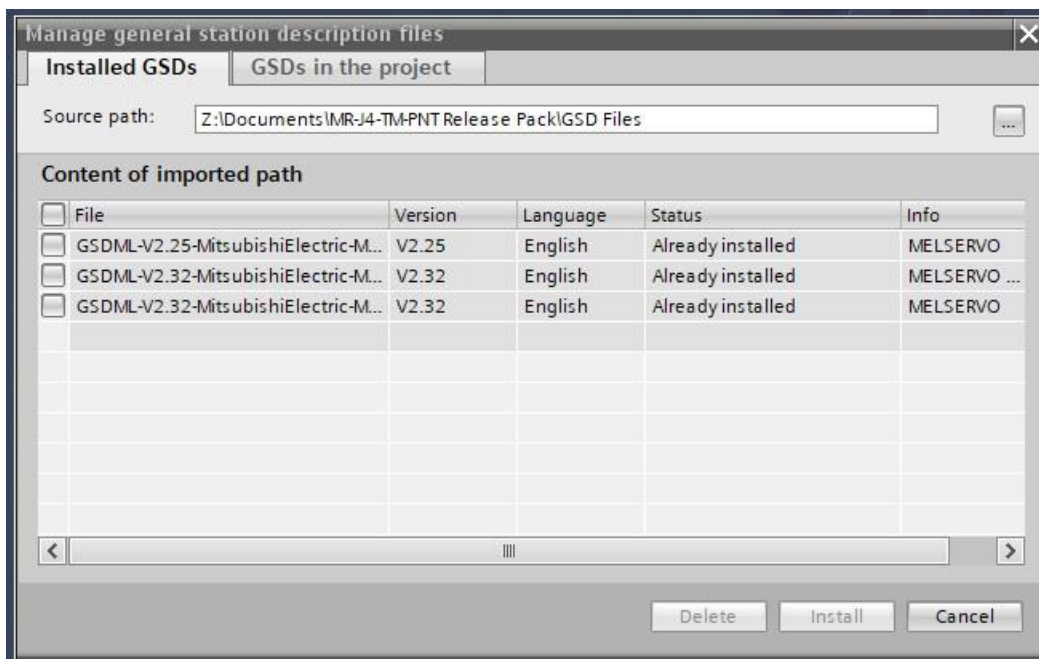 Manage general station description files
Installed GSDs GSDs in the project
Source path: Z:\Documents\MR-J4-TM-PNT Release Pack\GSD Files ...
Content of imported path
File Version Language Status Info
GSDML-V2.25-MitsubishiElectric-M... V2.25 English Already installed MELSERVO
GSDML-V2.32-MitsubishiElectric-M... V2.32 English Already installed MELSERVO ...
GSDML-V2.32-MitsubishiElectric-M... V2.32 English Already installed MELSERVO
Delete Install Cancel